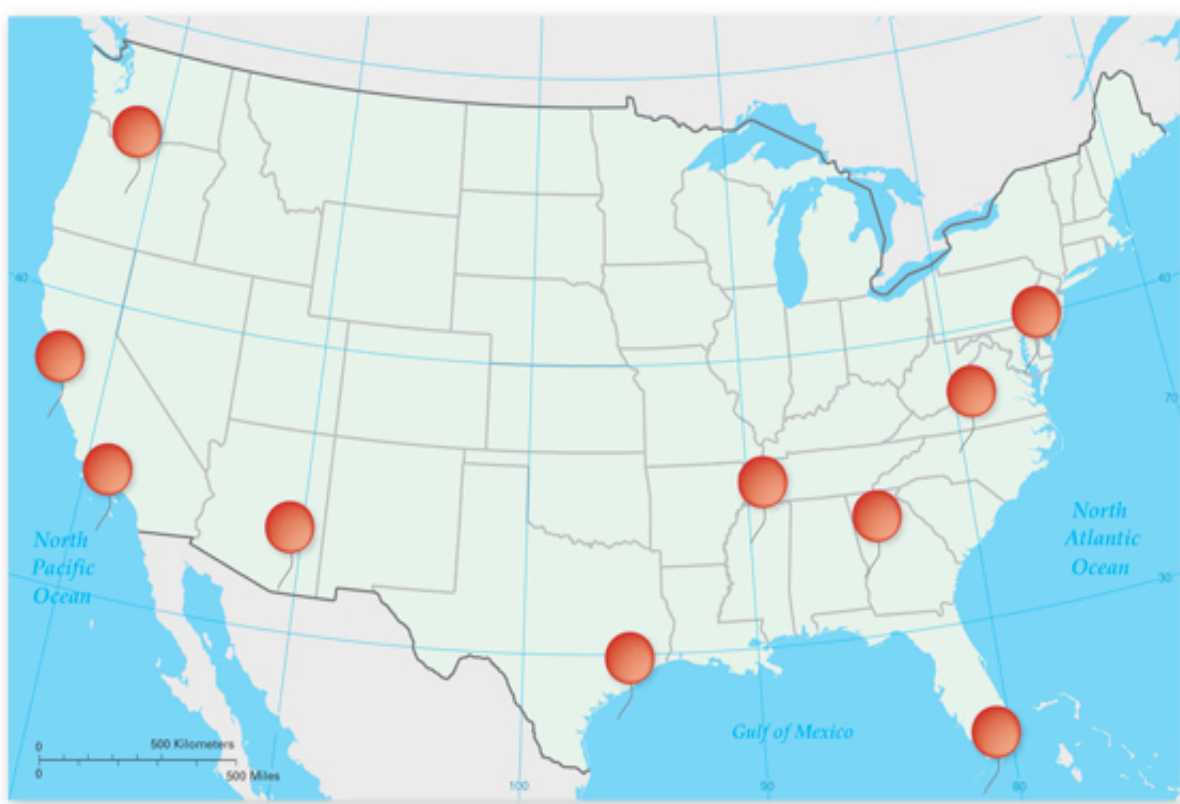 40
40
70
North
Pacific
Ocean
North
Atlantic
Ocean
30
Gulf of Mexico
0
500 Kilometers
0
500 Miles
100
90
80